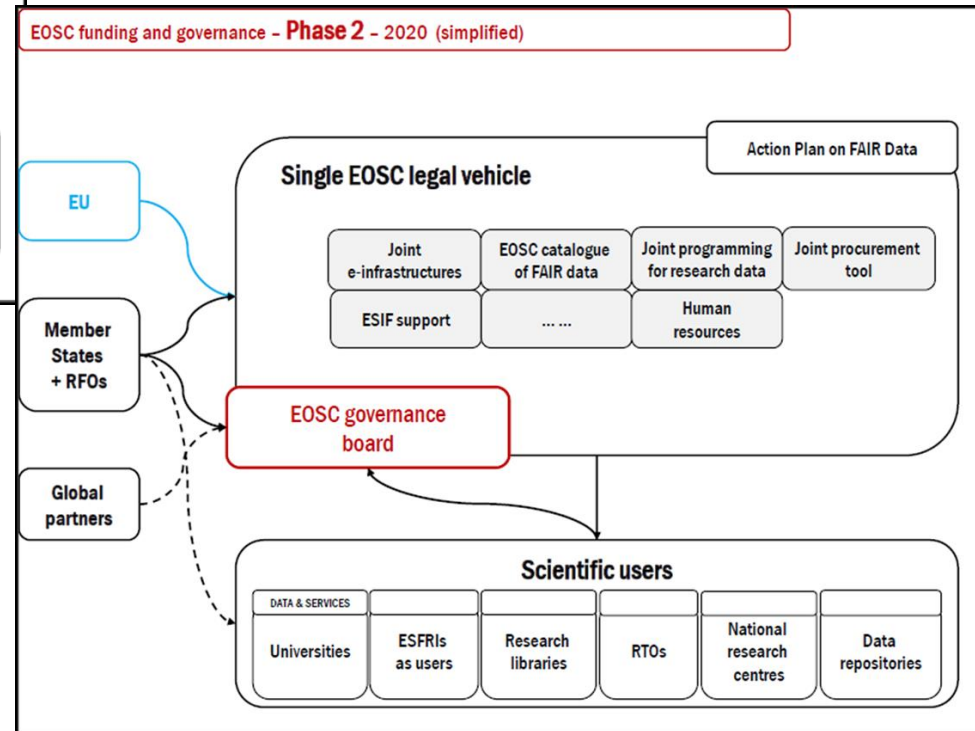 EOSC funding and governance – Phase 2 – 2020 (simplified)
Action Plan on FAIR Data
Single EOSC legal vehicle
EU
Joint
e-infrastructures
EOSC catalogue
of FAIR data
Joint programming
for research data
Joint procurement
tool
ESIF support
... ...
Human
resources
Member
States
+ RFOs
EOSC governance
board
Global
partners
Scientific users
DATA & SERVICES
Universities
ESFRIs
as users
Research
libraries
RTOs
National
research
centres
Data
repositories